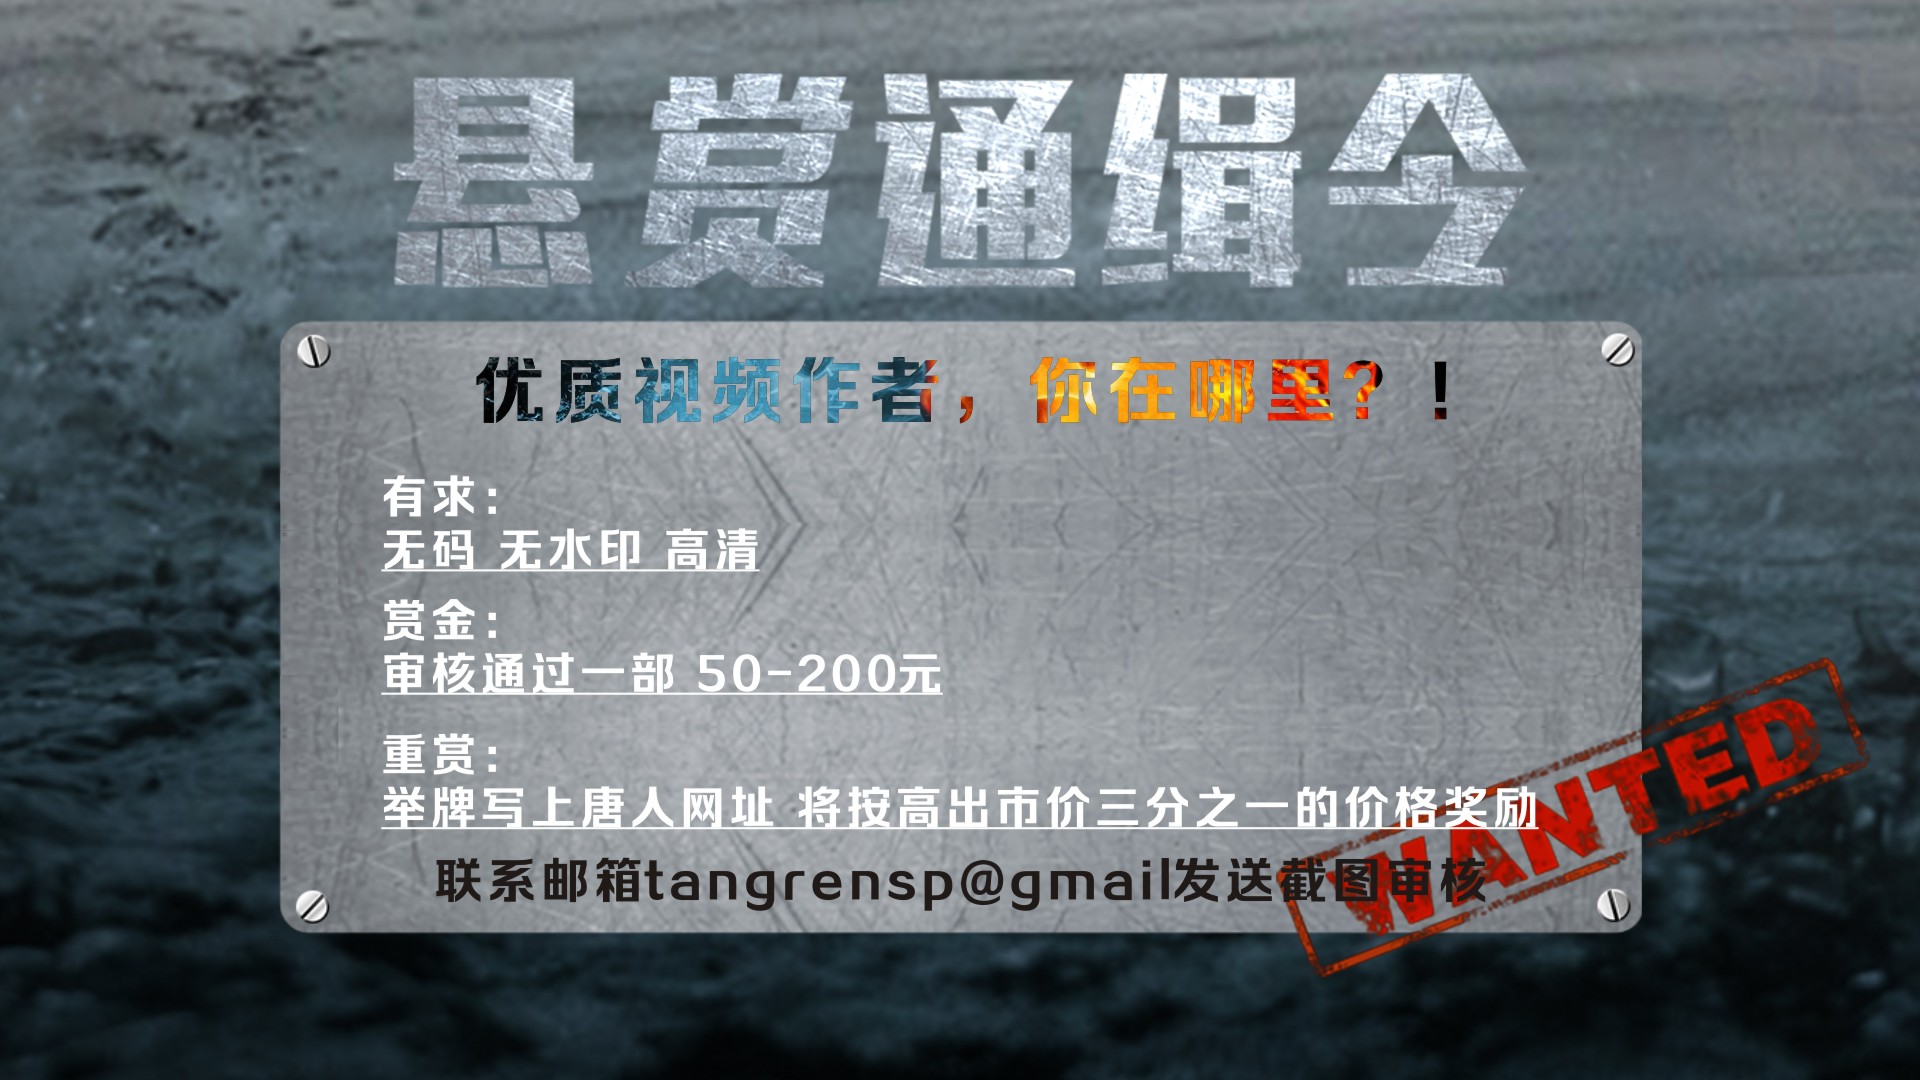 悬赏通缉令
优质视频作者，你在哪里？！
有求：
无码 无水印 高清
赏金：
审核通过一部 50-200元
重赏：
举牌写上唐人网址 将按高出市价三分之一的价格奖励
联系邮箱tangrensp@gmail发送截图审核
WANTED